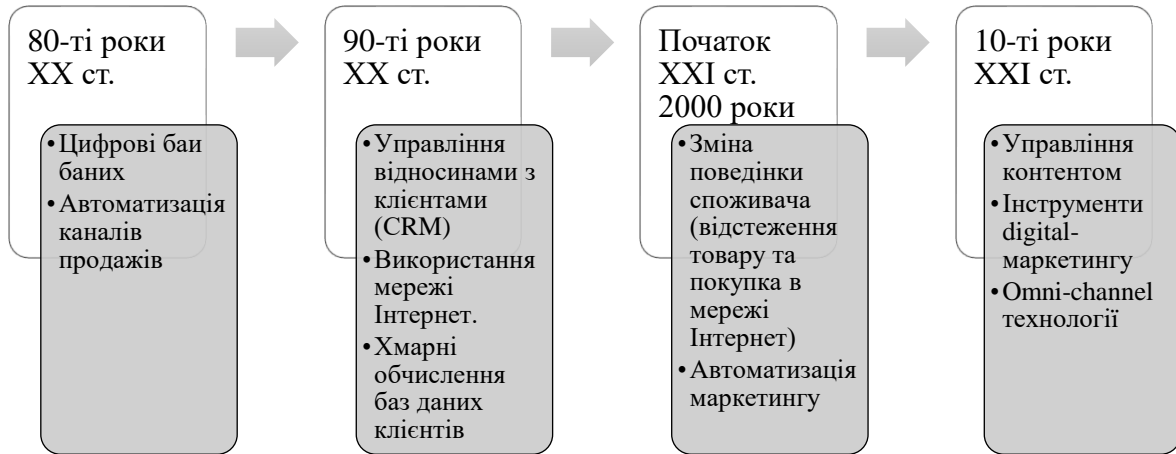 80-ті роки
XX ст.
•Цифрові баи
баних
•Автоматизація
каналів
продажів
90-ті роки
XX ст.
•Управління
відносинами з
клієнтами
(CRM)
•Використання
мережі
Інтернет.
•Хмарні
обчислення
баз даних
клієнтів
Початок
XXI ст.
2000 роки
•Зміна
поведінки
споживача
(відстеження
товару та
покупка в
мережі
Інтернет)
•Автоматизація
маркетингу
10-ті роки
XXI ст.
•Управління
контентом
•Інструменти
digital-
маркетингу
•Omni-channel
технології